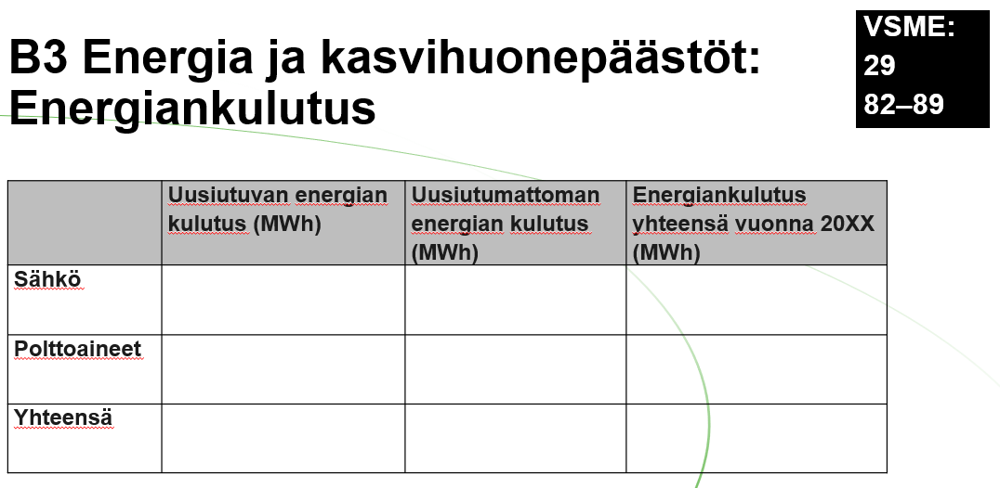 B3 Energia ja kasvihuonepäästöt:
Energiankulutus
VSME:
29
82–89
Uusiutuvan energian
kulutus (MWh)
Uusiutumattoman
energian kulutus
(MWh)
Energiankulutus
yhteensä vuonna 20XX
(MWh)
Sähkö
Polttoaineet
Yhteensä